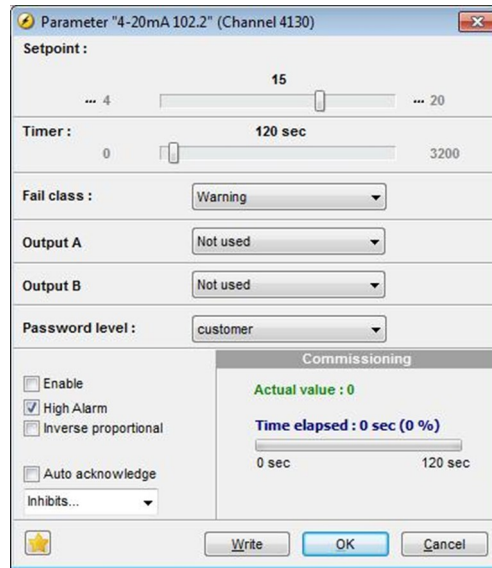 Parameter "4-20mA 102.2" (Channel 4130)
Setpoint :
15
... 4
... 20
Timer :
120 sec
0
3200
Fail class :
Warning
Output A
Not used
Output B
Not used
Password level :
customer
Commissioning
Enable
High Alarm
Inverse proportional
Auto acknowledge
Inhibits...
Actual value : 0
Time elapsed : 0 sec (0 %)
0 sec
120 sec
Write
OK
Cancel